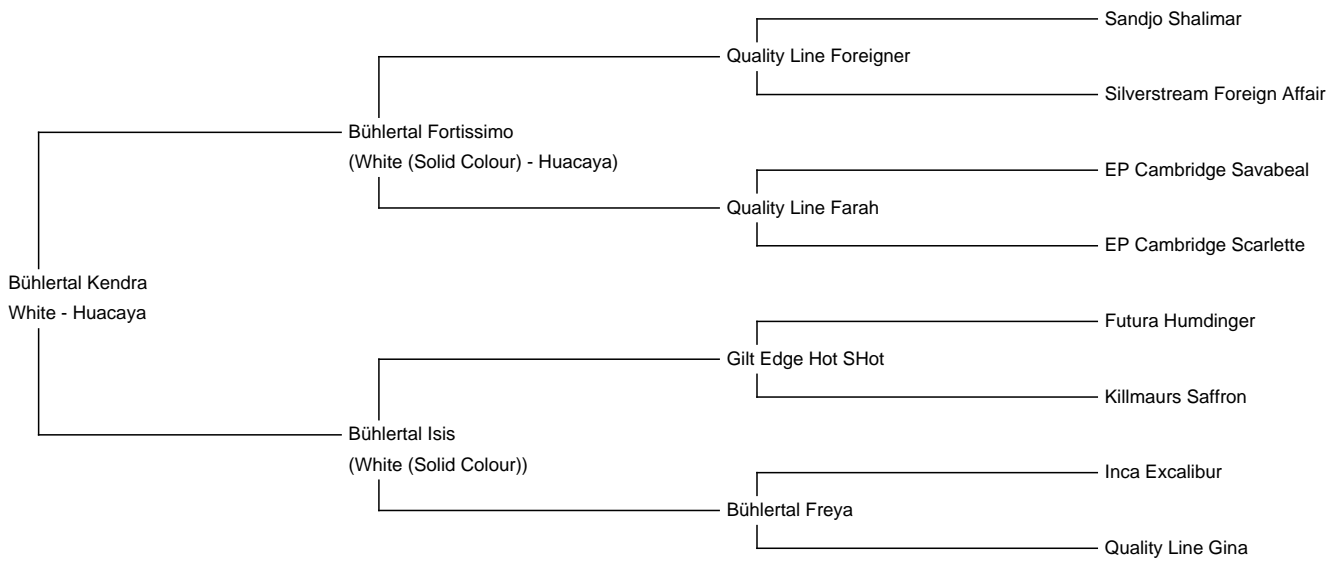 Sandjo Shalimar
Quality Line Foreigner
Silverstream Foreign Affair
Bühlertal Fortissimo
(White (Solid Colour) - Huacaya)
EP Cambridge Savabeal
Quality Line Farah
EP Cambridge Scarlette
Bühlertal Kendra
White - Huacaya
Futura Humdinger
Gilt Edge Hot SHot
Killmaurs Saffron
Bühlertal Isis
(White (Solid Colour))
Inca Excalibur
Bühlertal Freya
Quality Line Gina